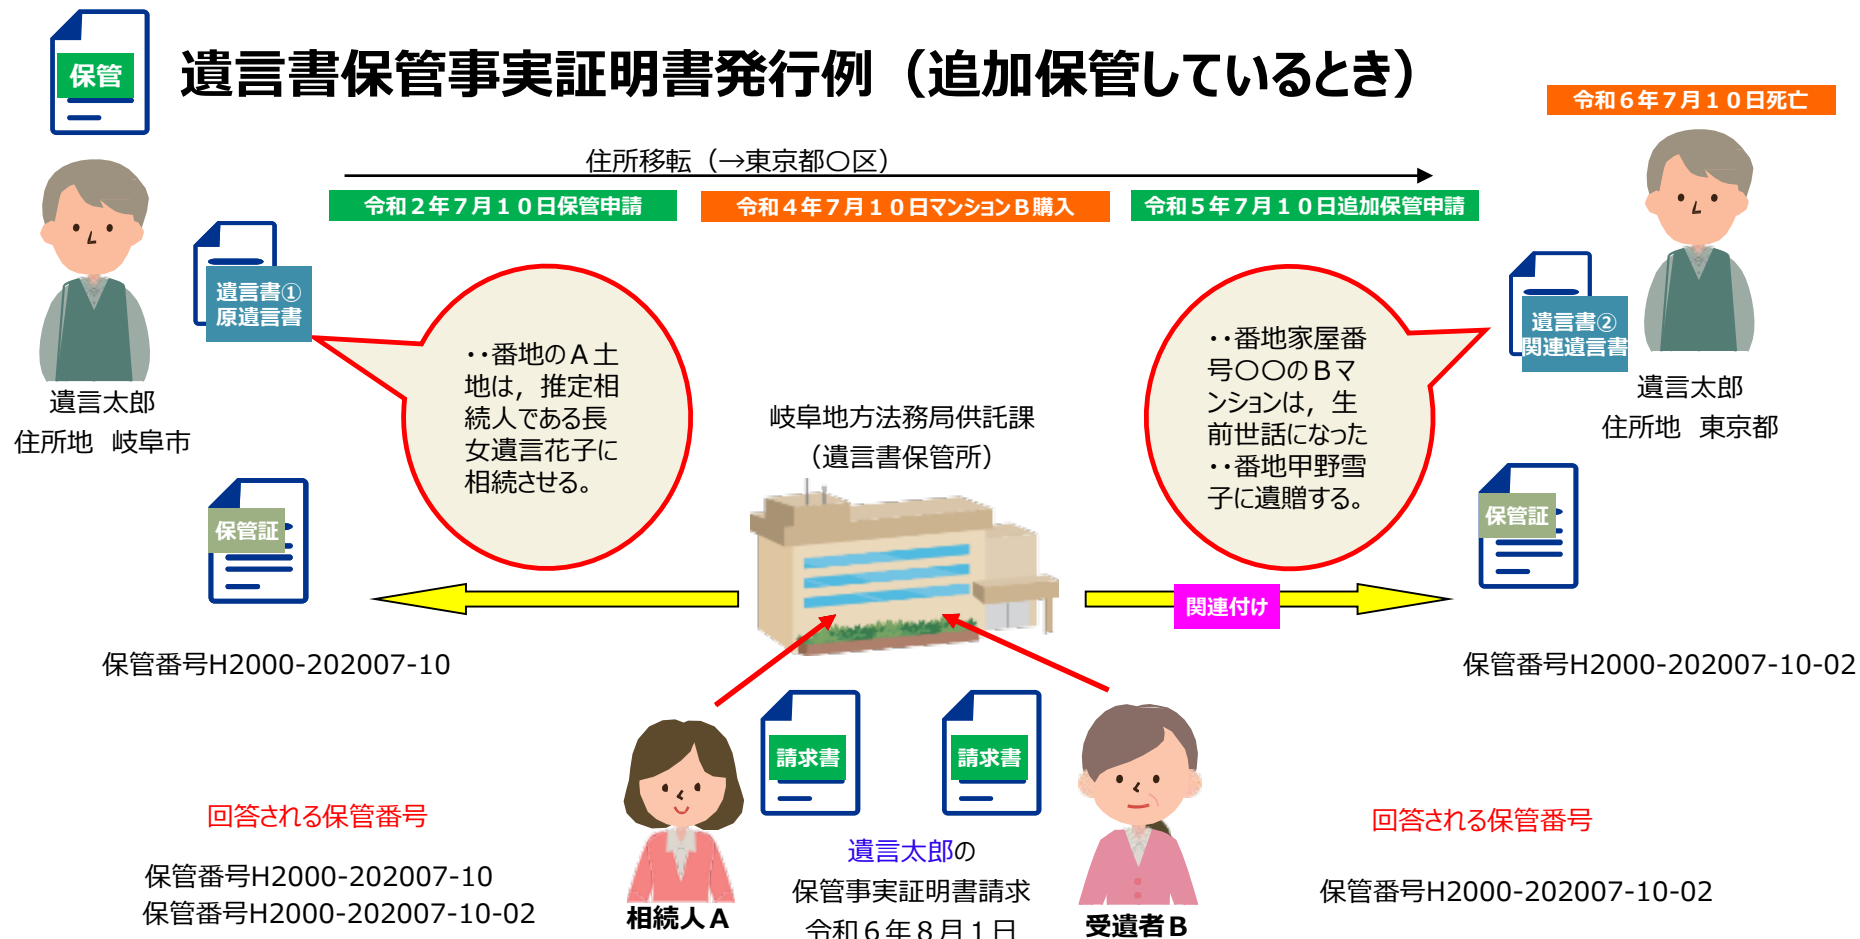 保管
遺言書保管事実証明書発行例（追加保管しているとき）
令和６年７月１０日死亡
住所移転（→東京都〇区）
令和２年７月１０日保管申請
令和４年７月１０日マンションＢ購入
令和５年７月１０日追加保管申請
遺言書①
原遺言書
‥番地のＡ土
地は，推定相
続人である長
女遺言花子に
相続させる。
‥番地家屋番
号〇〇のＢマ
ンションは，生
前世話になった
‥番地甲野雪
子に遺贈する。
遺言書②
関連遺言書
遺言太郎
住所地　岐阜市
岐阜地方法務局供託課
（遺言書保管所）
遺言太郎
住所地　東京都
保管証
保管証
関連付け
保管番号H2000-202007-10
保管番号H2000-202007-10-02
請求書
請求書
回答される保管番号
保管番号H2000-202007-10
保管番号H2000-202007-10-02
相続人Ａ
遺言太郎の
保管事実証明書請求
令和６年８月１日
受遺者Ｂ
回答される保管番号
保管番号H2000-202007-10-02